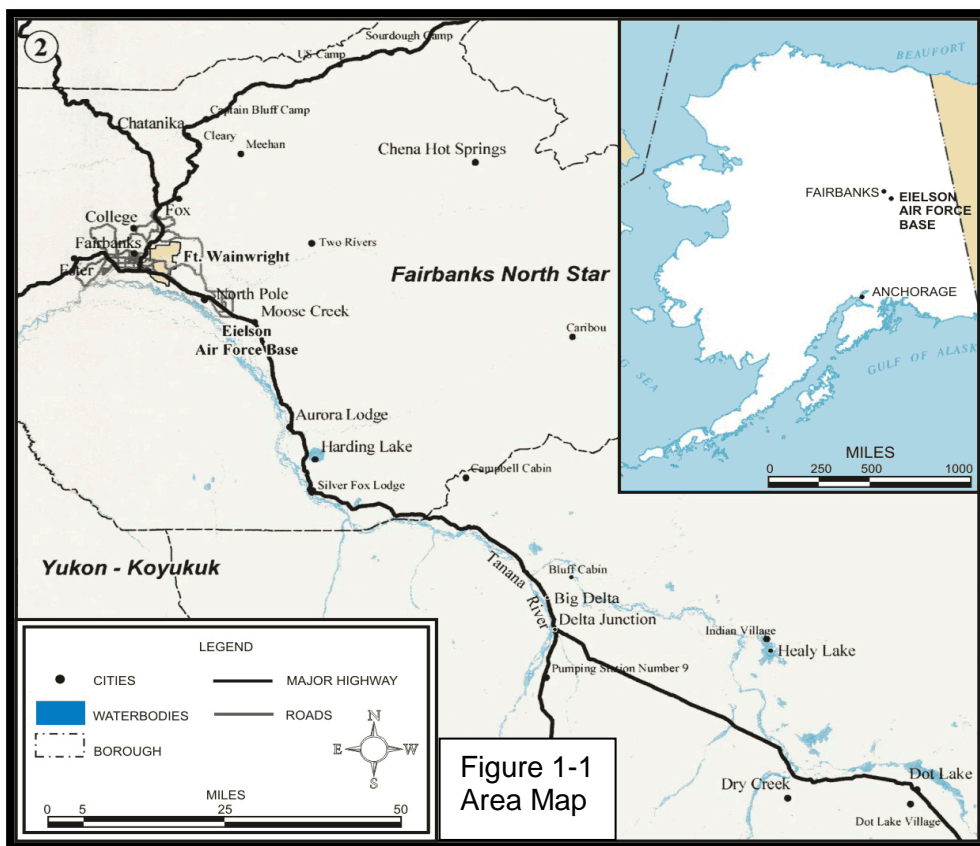 2
Sourdough Camp
US Camp
Captain Bluff Camp
Chatanika
Cleary
Meehan
Chena Hot Springs
Fox
College
Fairbanks
Ester
Two Rivers
Ft. Wainwright
Fairbanks North Star
North Pole
Moose Creek
Eielson
Air Force Base
Caribou
Aurora Lodge
Harding Lake
Campbell Cabin
Silver Fox Lodge
Yukon - Koyukuk
Tanana River
Bluff Cabin
Big Delta
Delta Junction
Indian Village
Healy Lake
Pumping Station Number 9
Dry Creek
Dot Lake
Dot Lake Village
BEAUFORT
FAIRBANKS
EIELSON
AIR FORCE
BASE
ANCHORAGE
NG SEA
GULF OF ALASK
MILES
0 250 500 1000
LEGEND
CITIES
MAJOR HIGHWAY
WATERBODIES
ROADS
BOROUGH
N
E W
S
MILES
0 5 25 50
Figure 1-1
Area Map